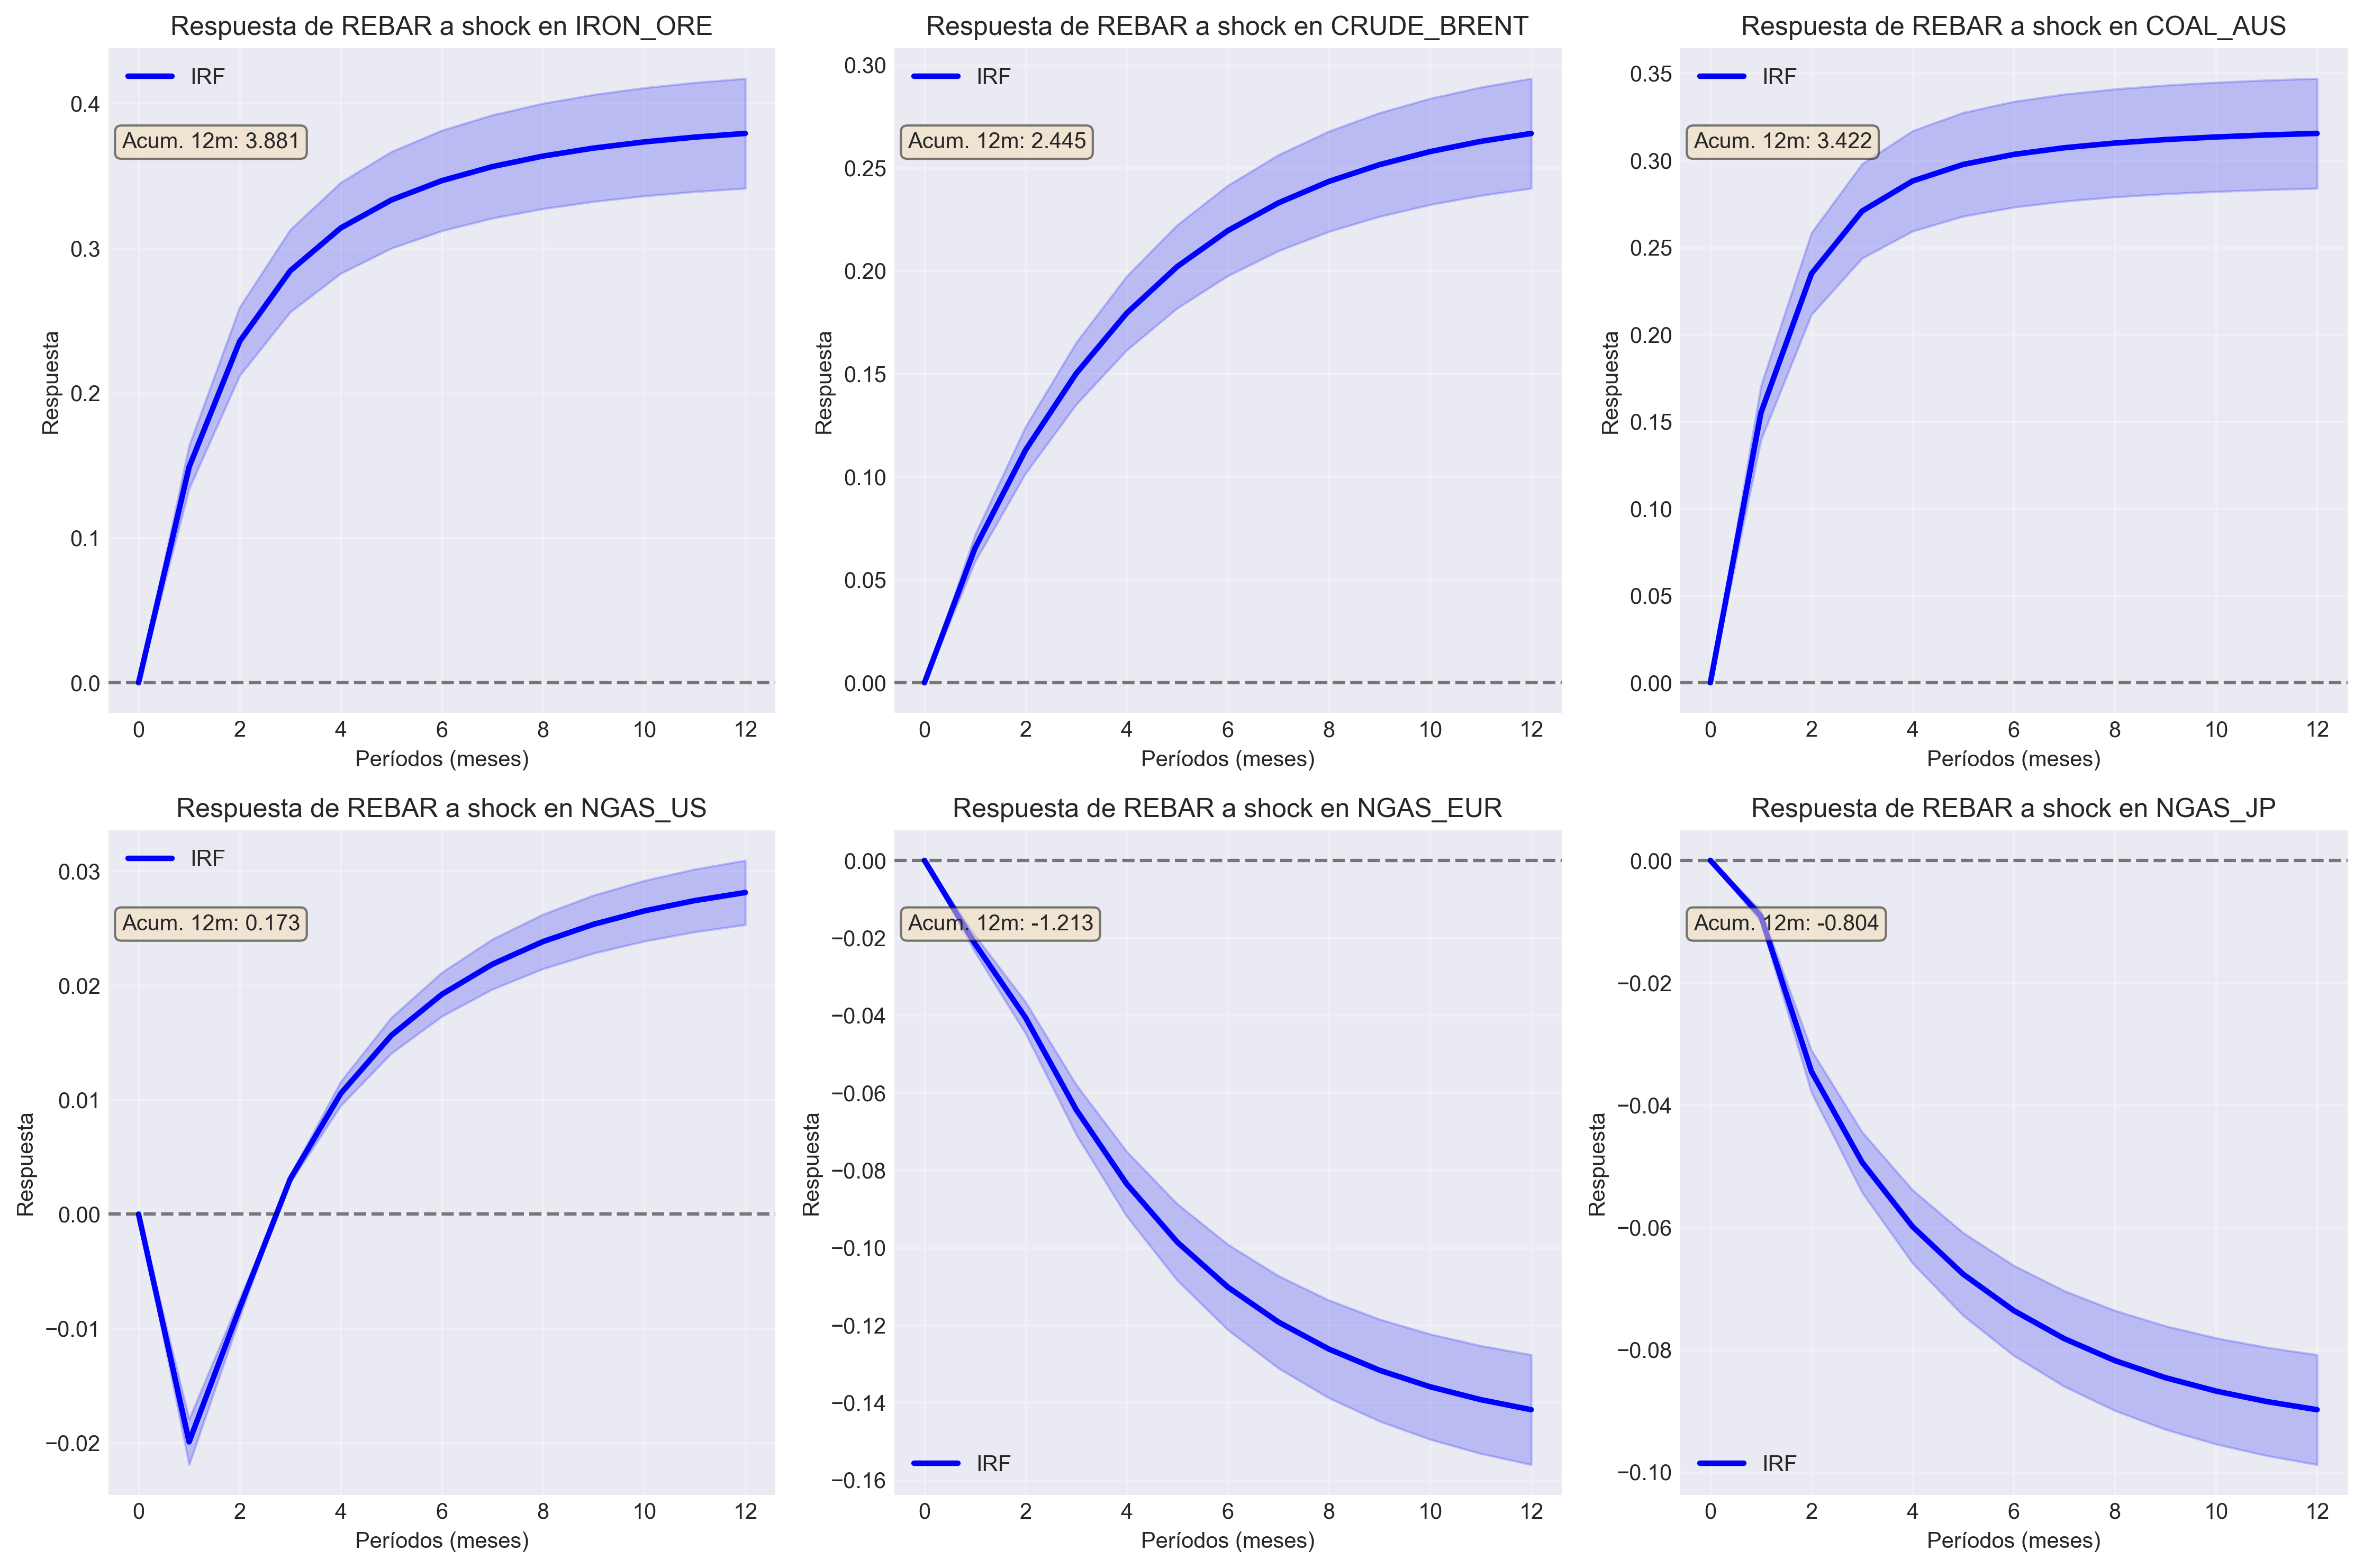 Respuesta de REBAR a shock en IRON_ORE
IRF
Acum. 12m: 3.881
0.4
0.3
0.2
0.1
0.0
Respuesta
0 2 4 6 8 10 12
Períodos (meses)
Respuesta de REBAR a shock en CRUDE_BRENT
IRF
Acum. 12m: 2.445
0.30
0.25
0.20
0.15
0.10
0.05
0.00
Respuesta
0 2 4 6 8 10 12
Períodos (meses)
Respuesta de REBAR a shock en COAL_AUS
IRF
Acum. 12m: 3.422
0.35
0.30
0.25
0.20
0.15
0.10
0.05
0.00
Respuesta
0 2 4 6 8 10 12
Períodos (meses)
Respuesta de REBAR a shock en NGAS_US
IRF
Acum. 12m: 0.173
0.03
0.02
0.01
0.00
−0.01
−0.02
Respuesta
0 2 4 6 8 10 12
Períodos (meses)
Respuesta de REBAR a shock en NGAS_EUR
Acum. 12m: -1.213
IRF
0.00
−0.02
−0.04
−0.06
−0.08
−0.10
−0.12
−0.14
−0.16
Respuesta
0 2 4 6 8 10 12
Períodos (meses)
Respuesta de REBAR a shock en NGAS_JP
Acum. 12m: -0.804
IRF
0.00
−0.02
−0.04
−0.06
−0.08
−0.10
Respuesta
0 2 4 6 8 10 12
Períodos (meses)